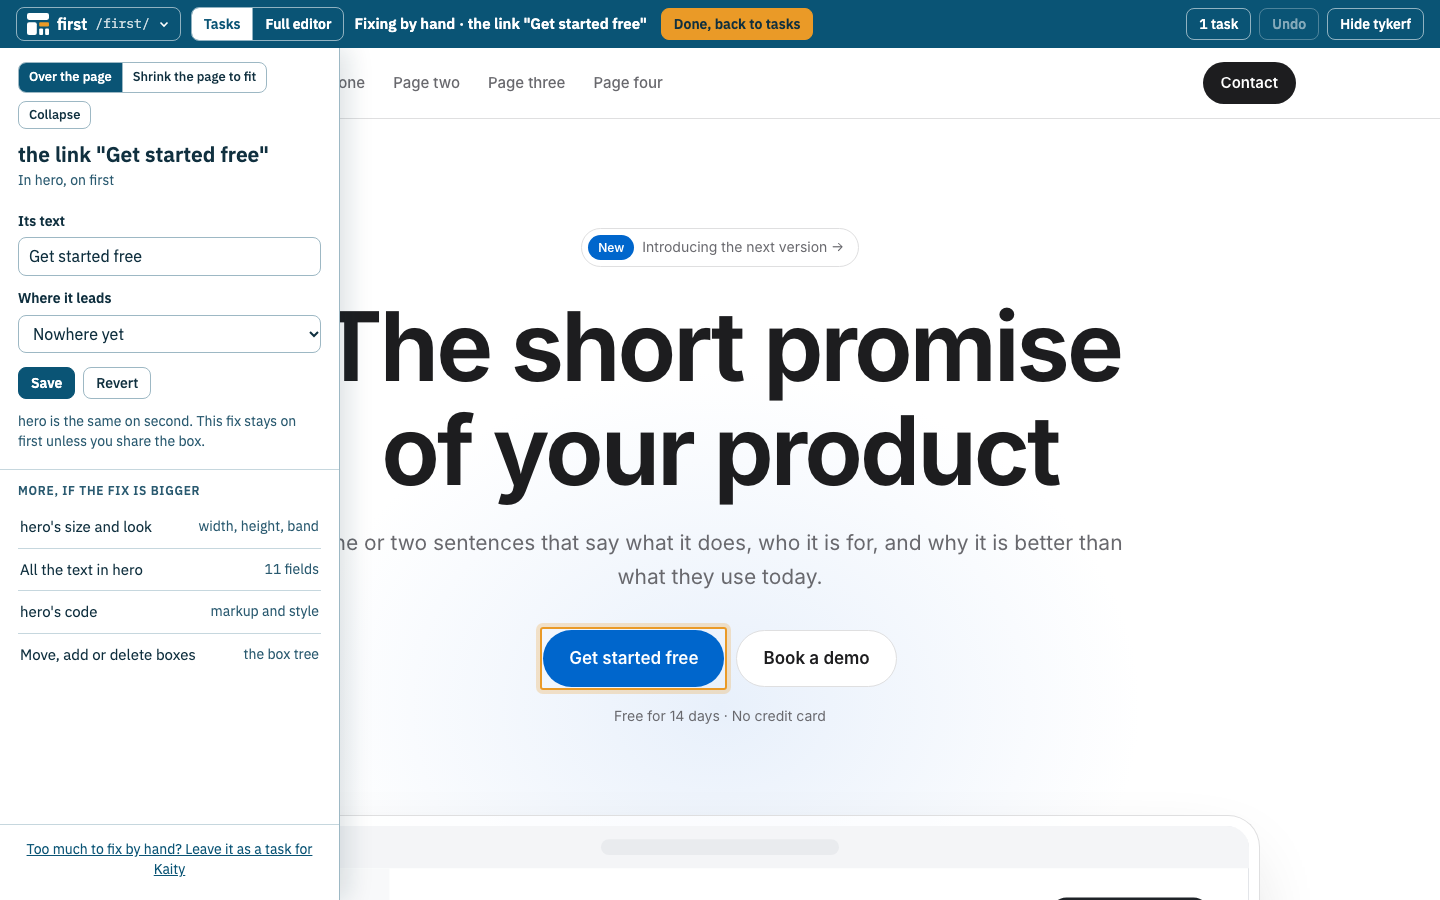 first /first/
Tasks
Full editor
Fixing by hand · the link "Get started free"
Done, back to tasks
1 task
Undo
Hide tykerf
Over the page
Shrink the page to fit
Collapse
the link "Get started free"
In hero, on first
Its text
Get started free
Where it leads
Nowhere yet
Save
Revert
hero is the same on second. This fix stays on
first unless you share the box.
MORE, IF THE FIX IS BIGGER
hero's size and look
width, height, band
All the text in hero
11 fields
hero's code
markup and style
Move, add or delete boxes
the box tree
Too much to fix by hand? Leave it as a task for
Kaity
one
Page two
Page three
Page four
Contact
New
Introducing the next version →
The short promise
of your product
or two sentences that say what it does, who it is for, and why it is better than
what they use today.
Get started free
Book a demo
Free for 14 days · No credit card